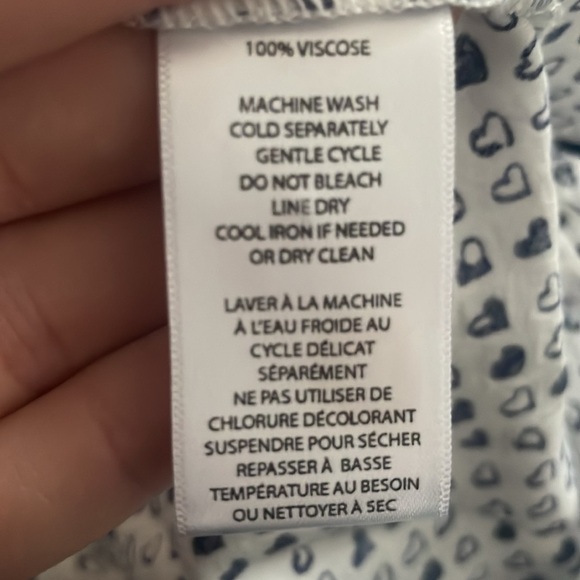 100% VISCOSE
MACHINE WASH
COLD SEPARATELY
GENTLE CYCLE
DO NOT BLEACH
LINE DRY
COOL IRON IF NEEDED
OR DRY CLEAN
LAVER À LA MACHINE
À L'EAU FROIDE AU
CYCLE DÉLICAT
SÉPARÉMENT
NE PAS UTILISER DE
CHLORURE DÉCOLORANT
SUSPENDRE POUR SÉCHER
REPASSER À BASSE
TEMPÉRATURE AU BESOIN
OU NETTOYER À SEC